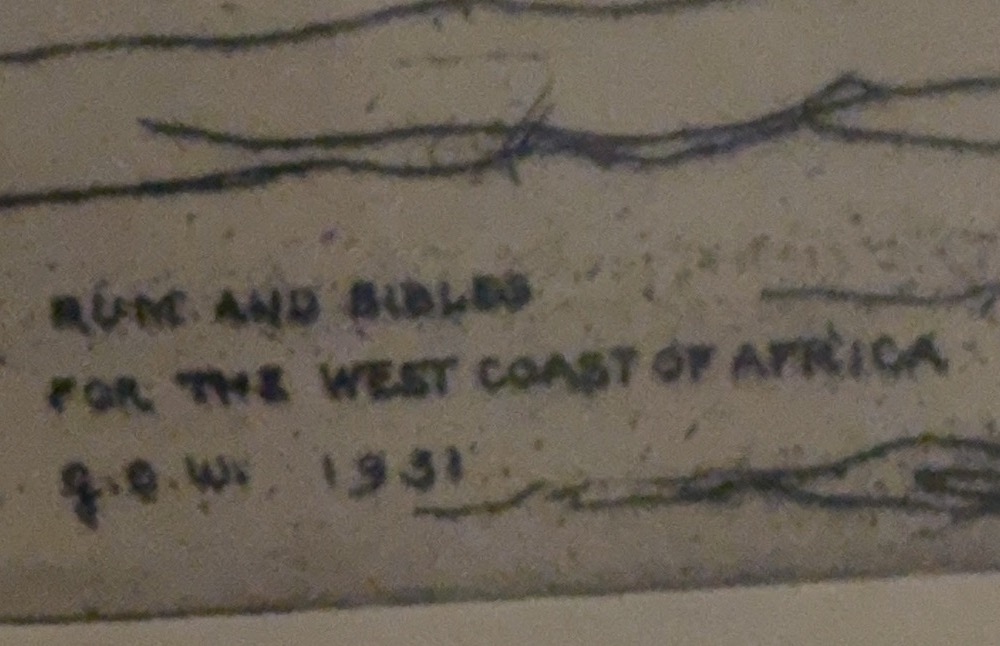 RUM AND BIBLES
FOR THE WEST COAST OF AFRICA
g.o.w. 1931